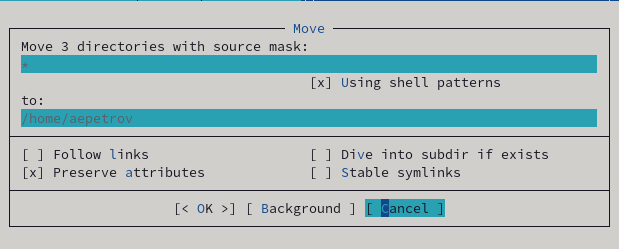 Move
Move 3 directories with source mask:
*
[x] Using shell patterns
to:
/home/aepetrov
[ ] Follow links
[ ] Dive into subdir if exists
[x] Preserve attributes
[ ] Stable symlinks
[< OK >] [ Background ] [ Cancel ]